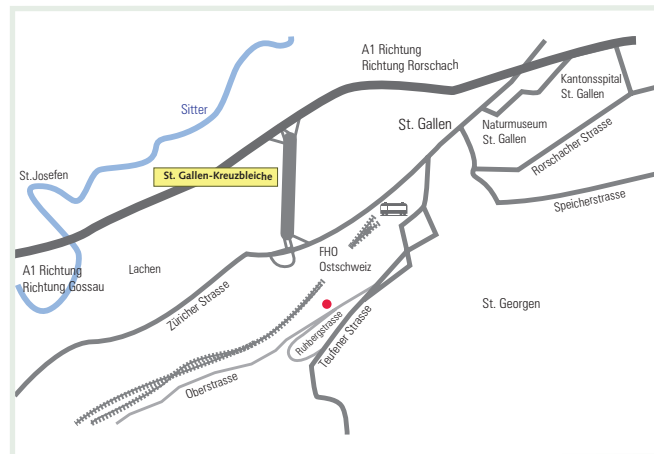 A1 Richtung
Richtung Rorschach
Kantonsspital
St. Gallen
Sitter
St. Gallen
Naturmuseum
St. Gallen
Rorschacher Strasse
St.Josefen
St. Gallen-Kreuzbleiche
Speicherstrasse
FHO
Ostschweiz
A1 Richtung
Richtung Gossau
Lachen
Züricher Strasse
St. Georgen
Ruhbergstrasse
Teufener Strasse
Oberstrasse